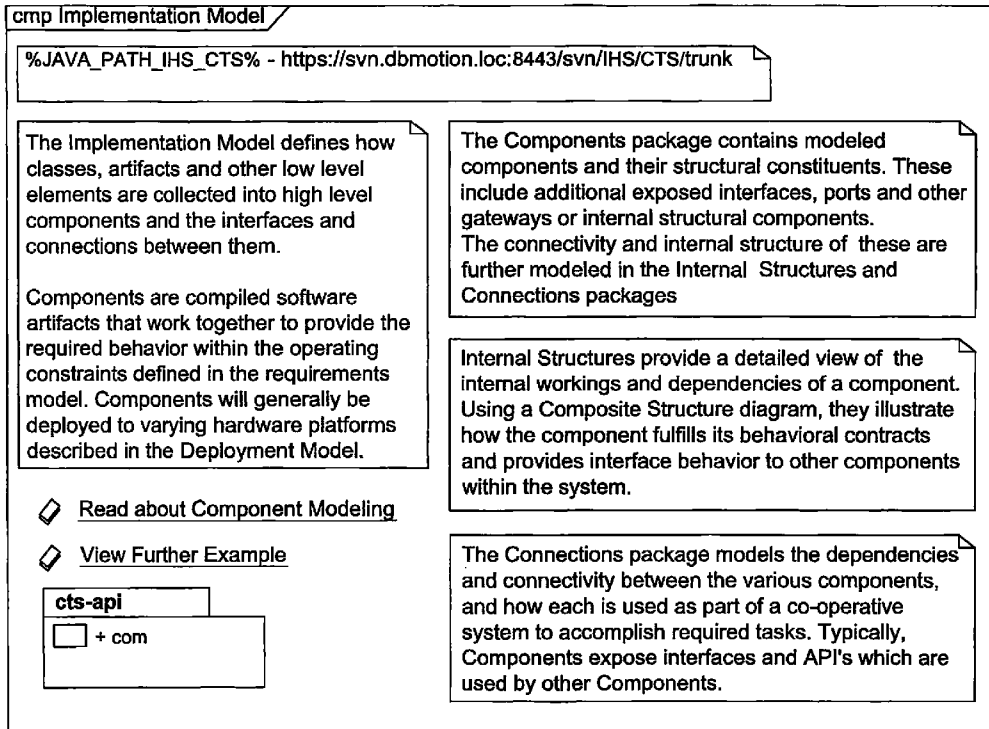 cmp Implementation Model
%JAVA_PATH_IHS_CTS% - https://svn.dbmotion.loc:8443/svn/IHS/CTS/trunk
The Implementation Model defines how
classes, artifacts and other low level
elements are collected into high level
components and the interfaces and
connections between them.
Components are compiled software
artifacts that work together to provide the
required behavior within the operating
constraints defined in the requirements
model. Components will generally be
deployed to varying hardware platforms
described in the Deployment Model.
Read about Component Modeling
View Further Example
cts-api
+ com
The Components package contains modeled
components and their structural constituents. These
include additional exposed interfaces, ports and other
gateways or internal structural components.
The connectivity and internal structure of these are
further modeled in the Internal Structures and
Connections packages
Internal Structures provide a detailed view of the
internal workings and dependencies of a component.
Using a Composite Structure diagram, they illustrate
how the component fulfills its behavioral contracts
and provides interface behavior to other components
within the system.
The Connections package models the dependencies
and connectivity between the various components,
and how each is used as part of a co-operative
system to accomplish required tasks. Typically,
Components expose interfaces and API's which are
used by other Components.